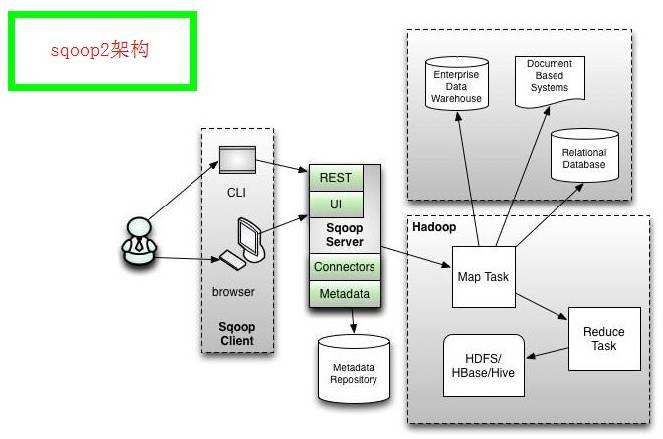 sqoop2架构
Enterprise
Data
Warehouse
Document
Based
Systems
Relational
Database
CLI
browser
Sqoop
Client
REST
UI
Sqoop
Server
Connectors
Metadata
Metadata
Repository
Hadoop
Map Task
Reduce
Task
HDFS/
HBase/Hive